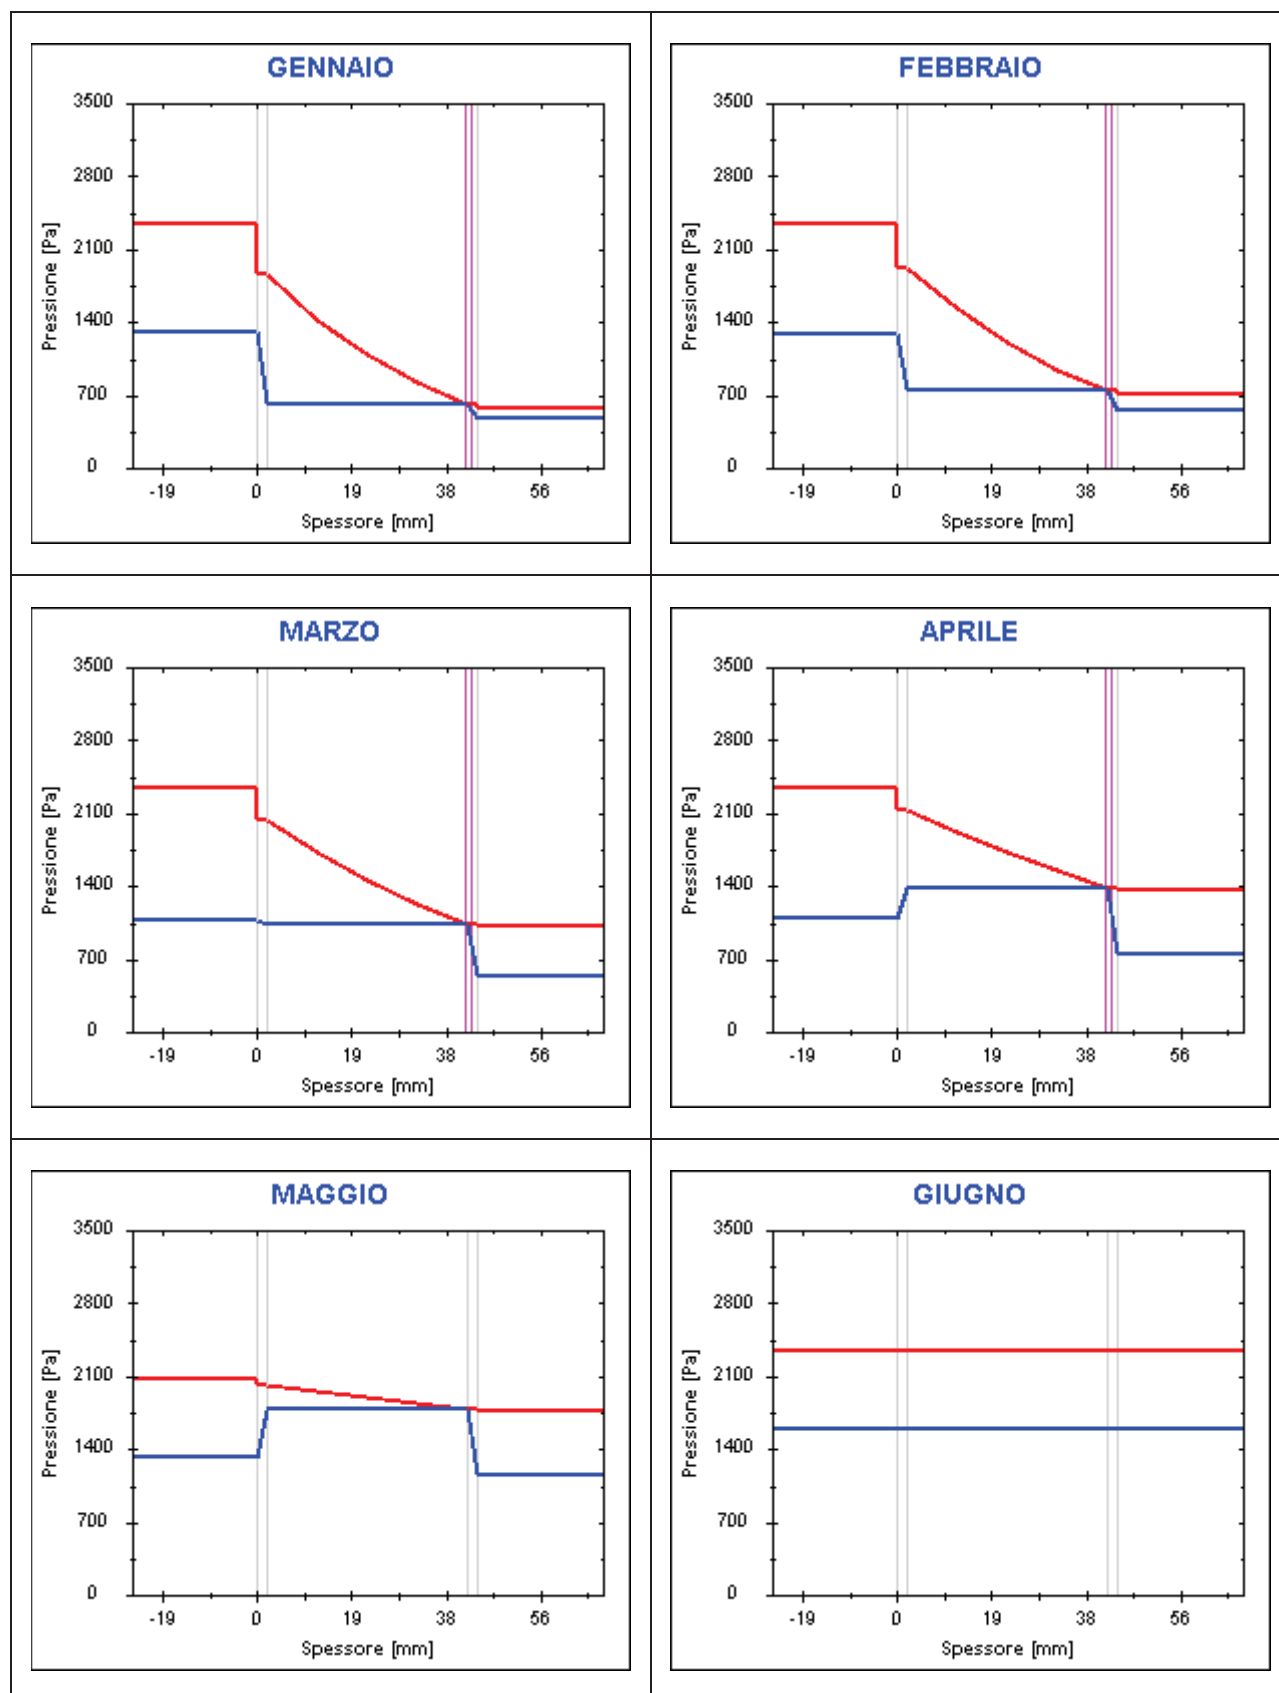 GENNAIO
3500
2800
2100
1400
700
0
Pressione [Pa]
-19 0 19 38 56
Spessore [mm]
FEBBRAIO
3500
2800
2100
1400
700
0
Pressione [Pa]
-19 0 19 38 56
Spessore [mm]
MARZO
3500
2800
2100
1400
700
0
Pressione [Pa]
-19 0 19 38 56
Spessore [mm]
APRILE
3500
2800
2100
1400
700
0
Pressione [Pa]
-19 0 19 38 56
Spessore [mm]
MAGGIO
3500
2800
2100
1400
700
0
Pressione [Pa]
-19 0 19 38 56
Spessore [mm]
GIUGNO
3500
2800
2100
1400
700
0
Pressione [Pa]
-19 0 19 38 56
Spessore [mm]